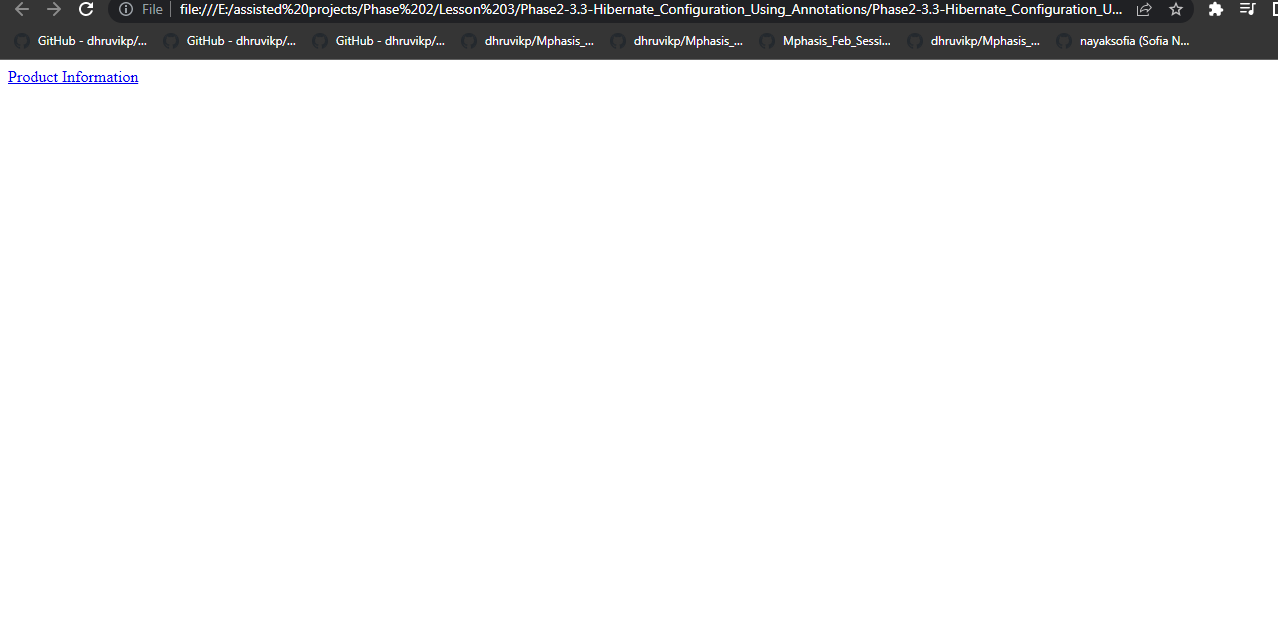 File file:///E:/assisted%20projects/Phase%202/Lesson%203/Phase2-3.3-Hibernate_Configuration_Using_Annotations/Phase2-3.3-Hibernate_Configuration_U...
GitHub - dhruvikp/... GitHub - dhruvikp/... GitHub - dhruvikp/... dhruvikp/Mphasis_... dhruvikp/Mphasis_... Mphasis_Feb_Sessi... dhruvikp/Mphasis_... nayaksofia (Sofia N...
Product Information